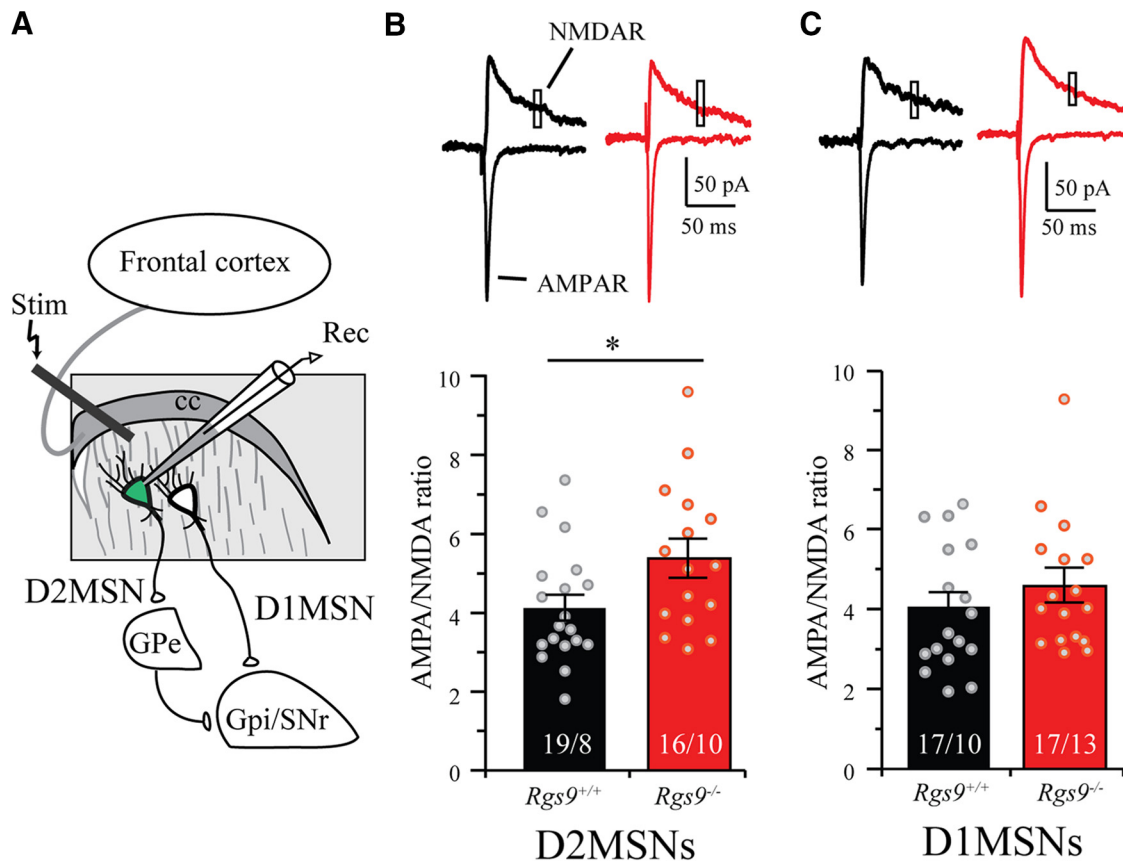 A
Frontal cortex
Stim
Rec
cc
D2MSN
D1MSN
GPe
Gpi/SNr
B
NMDAR
AMPAR
50 pA
50 ms
*
AMPA/NMDA ratio
10
8
6
4
2
0
19/8
16/10
Rgs9+/+
Rgs9-/-
D2MSNs
C
50 pA
50 ms
AMPA/NMDA ratio
10
8
6
4
2
0
17/10
17/13
Rgs9+/+
Rgs9-/-
D1MSNs